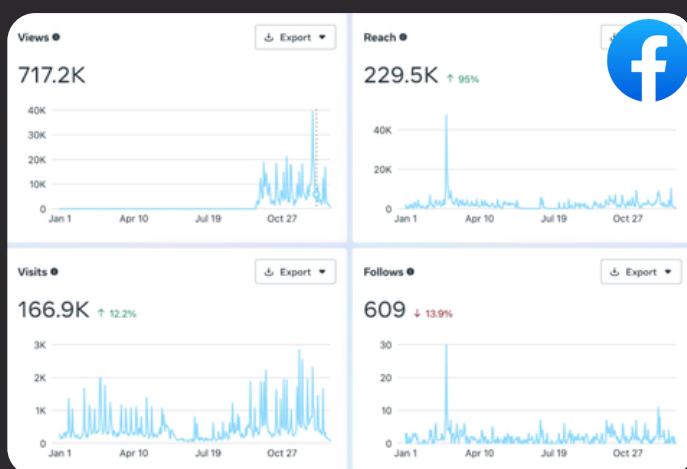 Views
Export
717.2K
40K
30K
20K
10K
0
Jan 1 Apr 10 Jul 19 Oct 27
Reach
229.5K ↑ 95%
40K
20K
0
Jan 1 Apr 10 Jul 19 Oct 27
Visits
Export
166.9K ↑ 12.2%
3K
2K
1K
0
Jan 1 Apr 10 Jul 19 Oct 27
Follows
Export
609 ↓ 13.9%
30
20
10
0
Jan 1 Apr 10 Jul 19 Oct 27